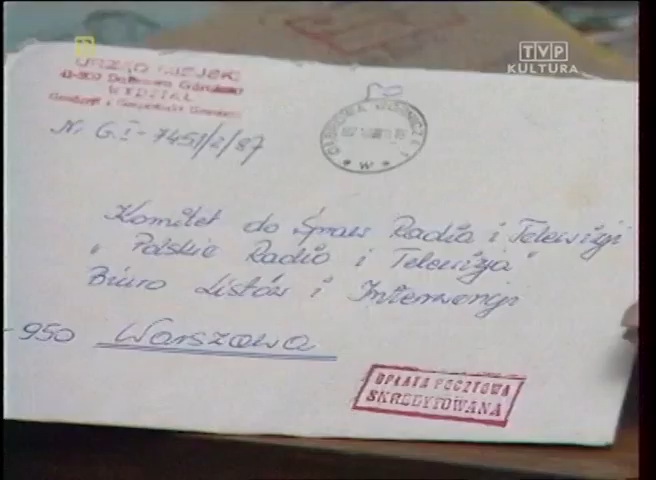 TVP
KULTURA
URZĄD MIEJSKI
WYDZIAŁ
Nr G.I-7451/2/87
Komitet do Spraw Radia i Telewizji
"Polskie Radio i Telewizja"
Biuro Listów i Interwencji
-950 Warszawa
OPŁATA POCZTOWA
SKREDYTOWANA